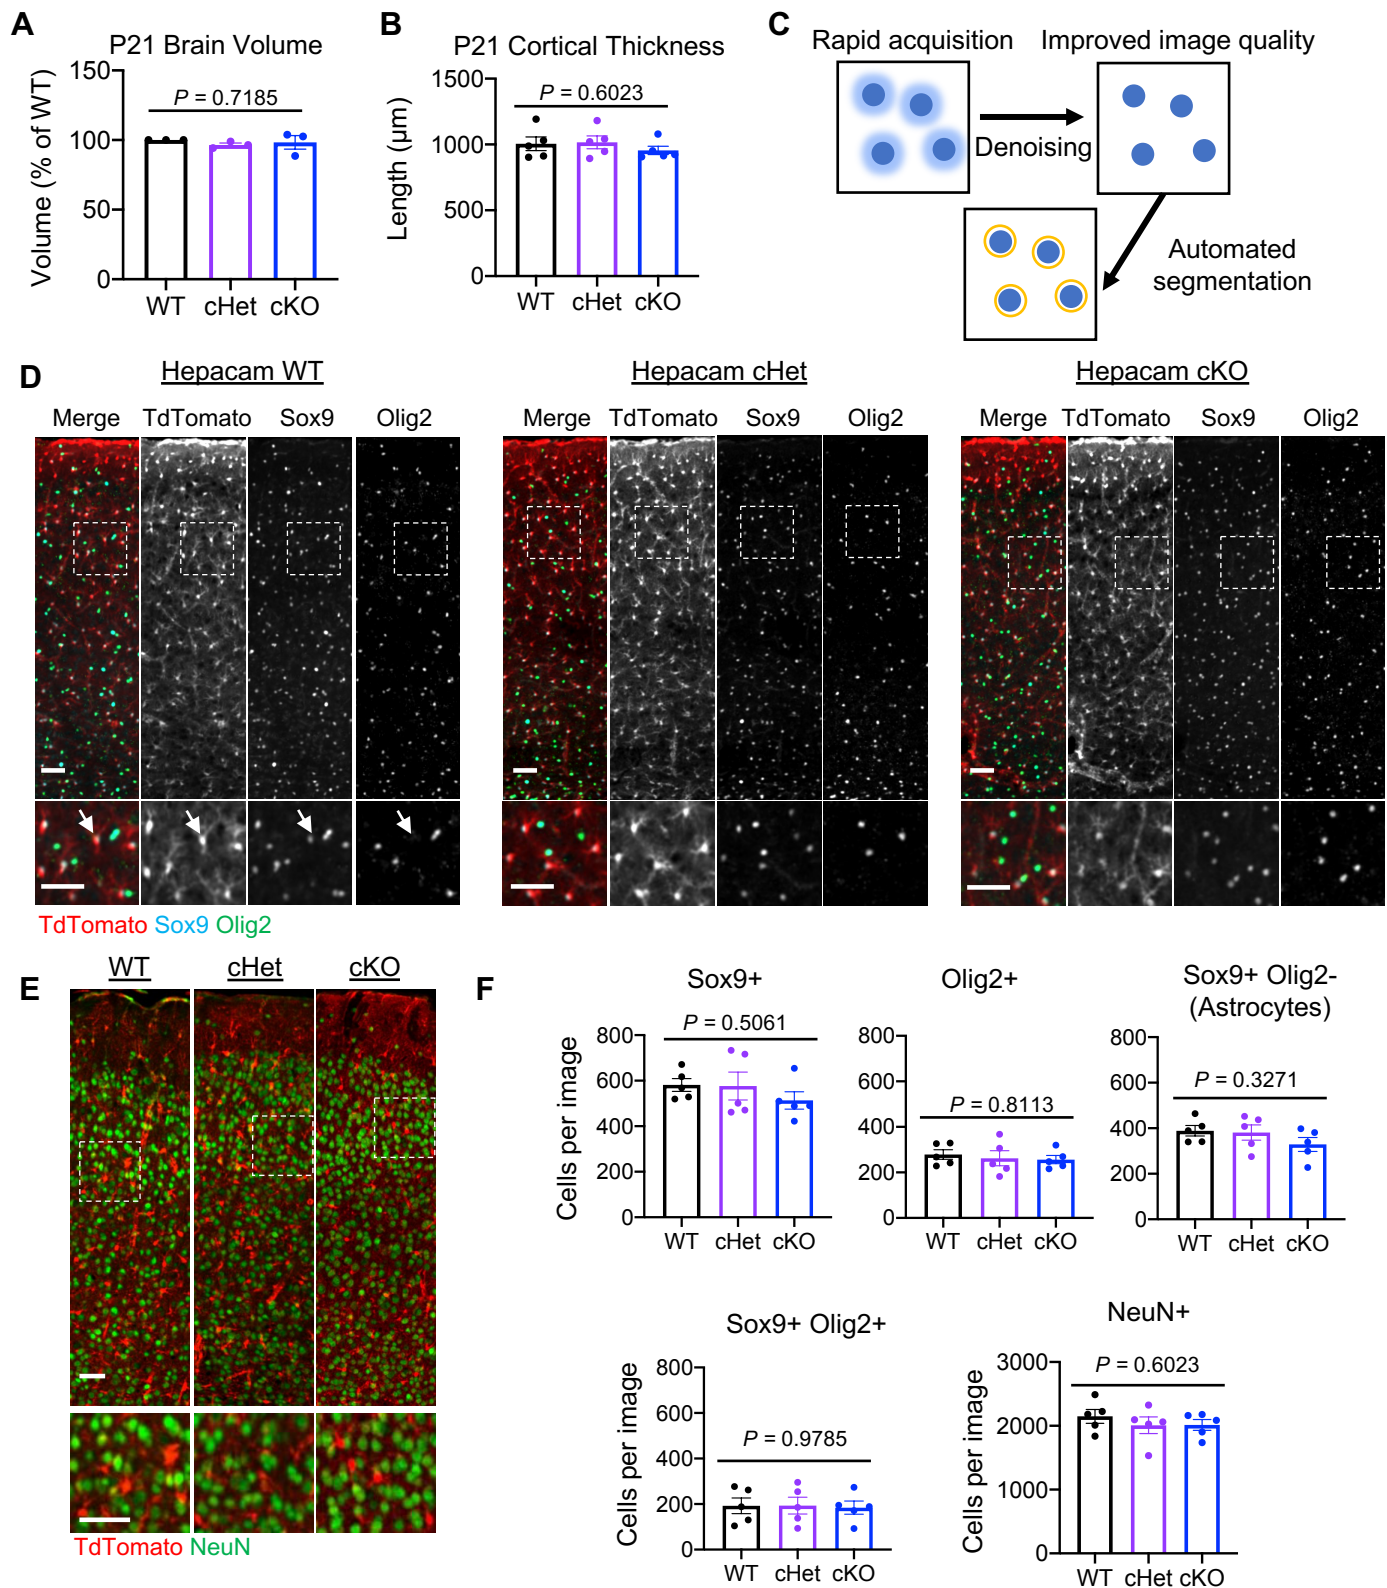 A
P21 Brain Volume
Volume (% of WT)
150
100
50
0
P = 0.7185
WT cHet cKO
B
P21 Cortical Thickness
Length (µm)
1500
1000
500
0
P = 0.6023
WT cHet cKO
C
Rapid acquisition
Improved image quality
Denoising
Automated
segmentation
D
Hepacam WT
Merge TdTomato Sox9 Olig2
Hepacam cHet
Merge TdTomato Sox9 Olig2
Hepacam cKO
Merge TdTomato Sox9 Olig2
TdTomato Sox9 Olig2
E
WT cHet cKO
TdTomato NeuN
F
Sox9+
Cells per image
800
600
400
200
0
P = 0.5061
WT cHet cKO
Olig2+
800
600
400
200
0
P = 0.8113
WT cHet cKO
Sox9+ Olig2-
(Astrocytes)
800
600
400
200
0
P = 0.3271
WT cHet cKO
Sox9+ Olig2+
Cells per image
800
600
400
200
0
P = 0.9785
WT cHet cKO
NeuN+
Cells per image
3000
2000
1000
0
P = 0.6023
WT cHet cKO